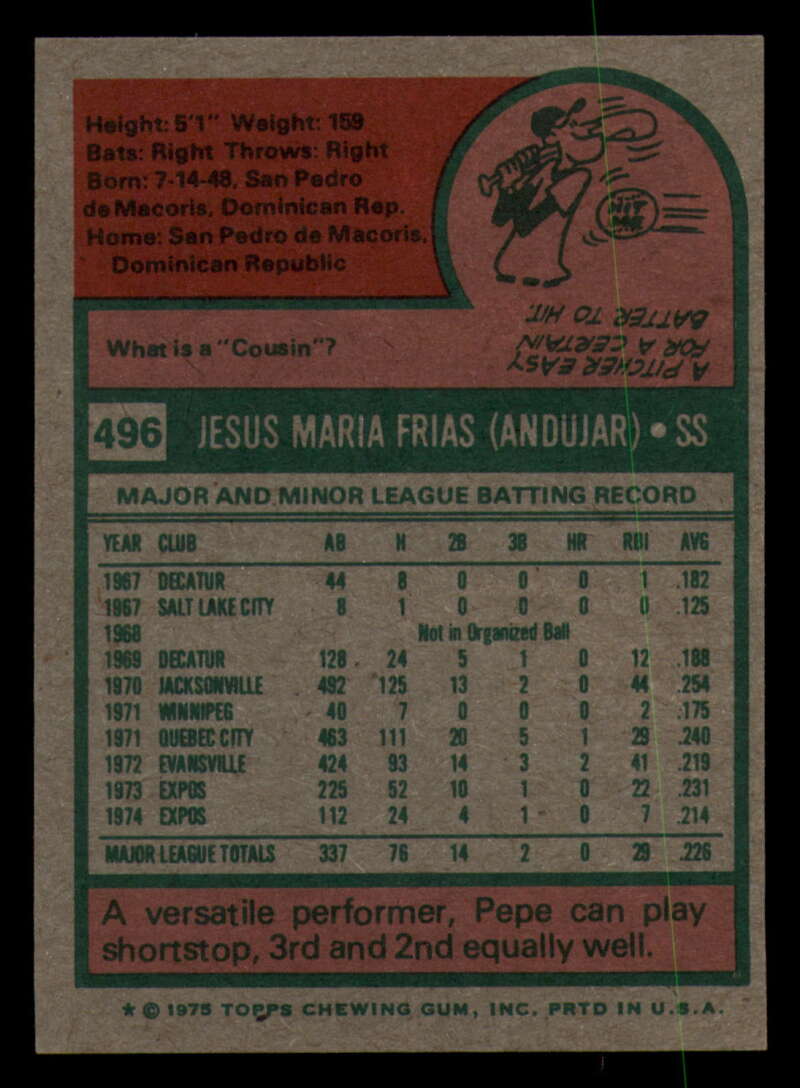 Height: 5'1" Weight: 159
Bats: Right Throws: Right
Born: 7-14-48, San Pedro
de Macoris, Dominican Rep.
Home: San Pedro de Macoris,
Dominican Republic
HIT ME
What is a "Cousin"?
A PITCHER EASY
FOR A CERTAIN
BATTER TO HIT.
496 JESUS MARIA FRIAS (ANDUJAR) • SS
MAJOR AND MINOR LEAGUE BATTING RECORD
YEAR CLUB AB H 2B 3B HR RBI AVG
1967 DECATUR 44 8 0 0 0 1 .182
1967 SALT LAKE CITY 8 1 0 0 0 0 .125
1968 Not in Organized Ball
1969 DECATUR 128 24 5 1 0 12 .188
1970 JACKSONVILLE 492 125 13 2 0 44 .254
1971 WINNIPEG 40 7 0 0 0 2 .175
1971 QUEBEC CITY 463 111 20 5 1 29 .240
1972 EVANSVILLE 424 93 14 3 2 41 .219
1973 EXPOS 225 52 10 1 0 22 .231
1974 EXPOS 112 24 4 1 0 7 .214
MAJOR LEAGUE TOTALS 337 76 14 2 0 29 .226
A versatile performer, Pepe can play
shortstop, 3rd and 2nd equally well.
* © 1975 TOPPS CHEWING GUM, INC. PRTD IN U.S.A.